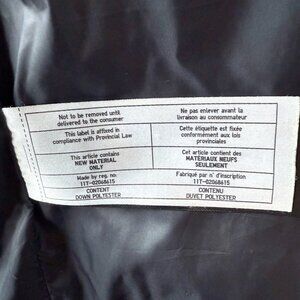 Not to be removed until
delivered to the consumer
This label is affixed in
compliance with Provincial Law
This article contains
NEW MATERIAL
ONLY
Made by reg. no.
11T-02068615
CONTENT
DOWN POLYESTER
Ne pas enlever avant la
livraison au consommateur
Cette étiquette est fixée
conformément aux lois
provinciales
Cet article contient des
MATÉRIAUX NEUFS
SEULEMENT
Fabriqué par n° d'inscription
11T-02068615
CONTENU
DUVET POLYESTER